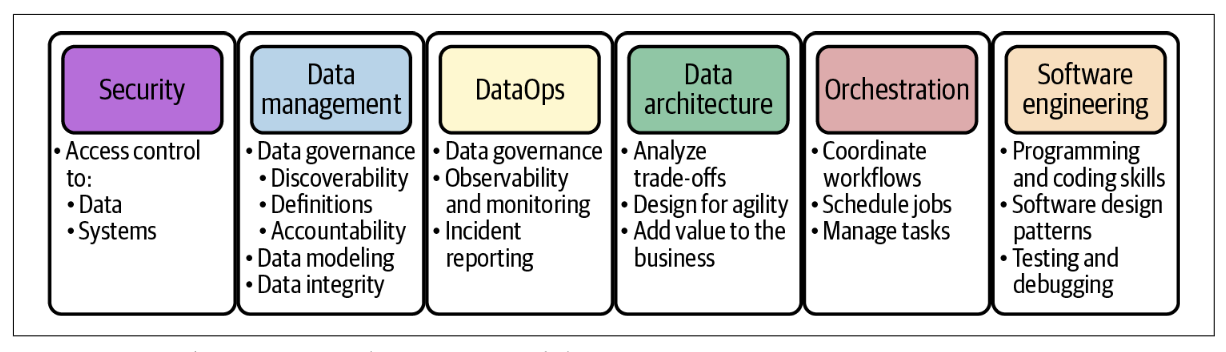 Security
• Access control
to:
• Data
• Systems
Data
management
• Data governance
• Discoverability
• Definitions
• Accountability
• Data modeling
• Data integrity
DataOps
• Data governance
• Observability
and monitoring
• Incident
reporting
Data
architecture
• Analyze
trade-offs
• Design for agility
• Add value to the
business
Orchestration
• Coordinate
workflows
• Schedule jobs
• Manage tasks
Software
engineering
• Programming
and coding skills
• Software design
patterns
• Testing and
debugging